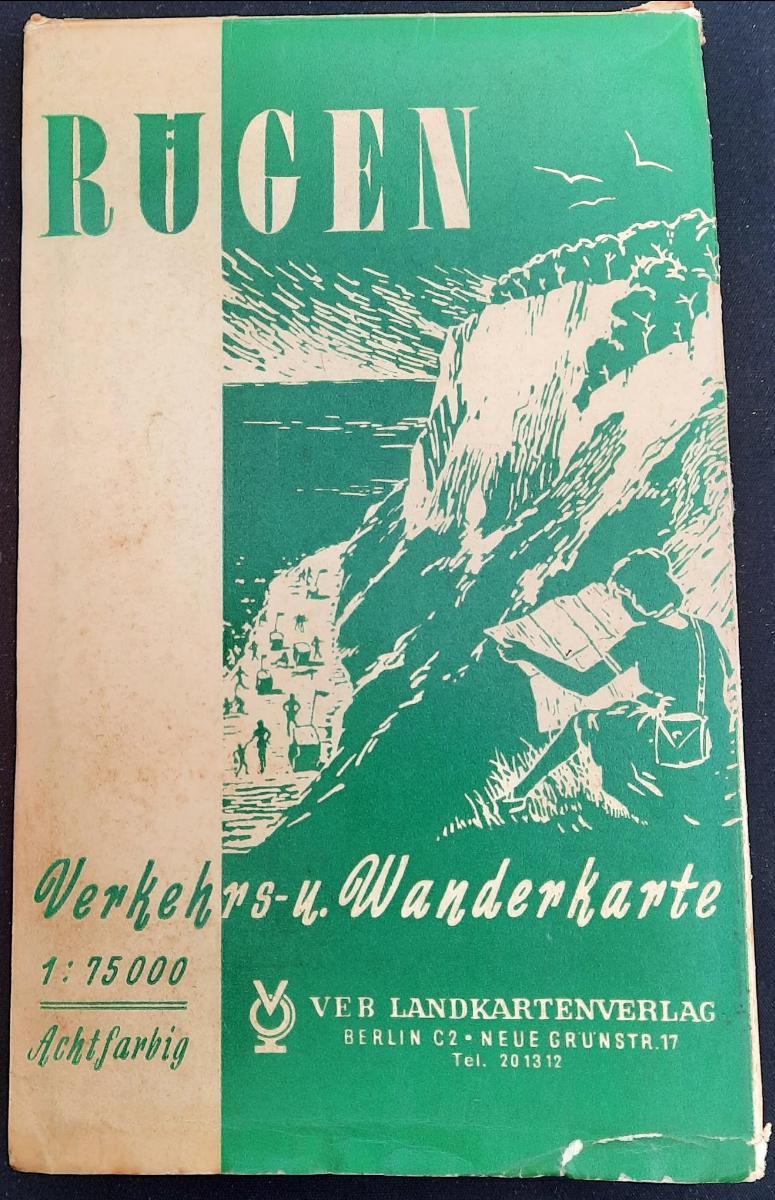 RÜGEN
Verkehrs-u. Wanderkarte
1:75000
Achtfarbig
VEB LANDKARTENVERLAG
BERLIN C2 • NEUE GRÜNSTR.17
Tel. 201312